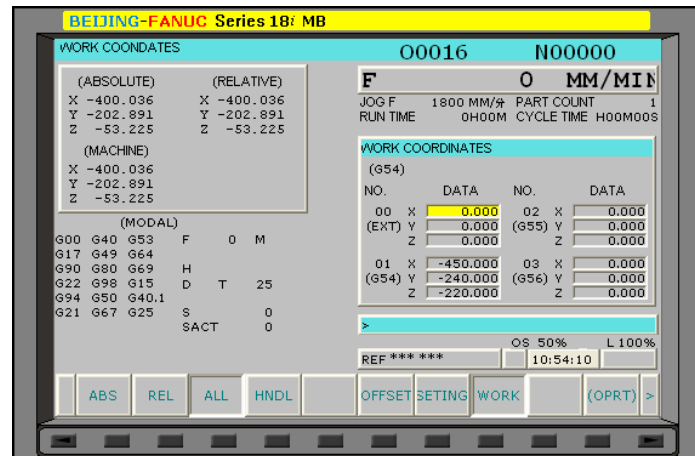 BEIJING-FANUC Series 18i MB
WORK COONDATES
O0016 N00000
(ABSOLUTE) (RELATIVE)
X -400.036 X -400.036
Y -202.891 Y -202.891
Z -53.225 Z -53.225
(MACHINE)
X -400.036
Y -202.891
Z -53.225
(MODAL)
G00 G40 G53 F 0 M
G17 G49 G64
G90 G80 G69 H
G22 G98 G15 D T 25
G94 G50 G40.1
G21 G67 G25 S 0
SACT 0
F 0 MM/MIN
JOG F 1800 MM/分 PART COUNT 1
RUN TIME 0H00M CYCLE TIME H00M00S
WORK COORDINATES
(G54)
NO. DATA NO. DATA
00 X 0.000 02 X 0.000
(EXT) Y 0.000 (G55) Y 0.000
Z 0.000 Z 0.000
01 X -450.000 03 X 0.000
(G54) Y -240.000 (G56) Y 0.000
Z -220.000 Z 0.000
>
OS 50% L 100%
REF *** *** 10:54:10
ABS REL ALL HNDL OFFSET SETING WORK (OPRT) >